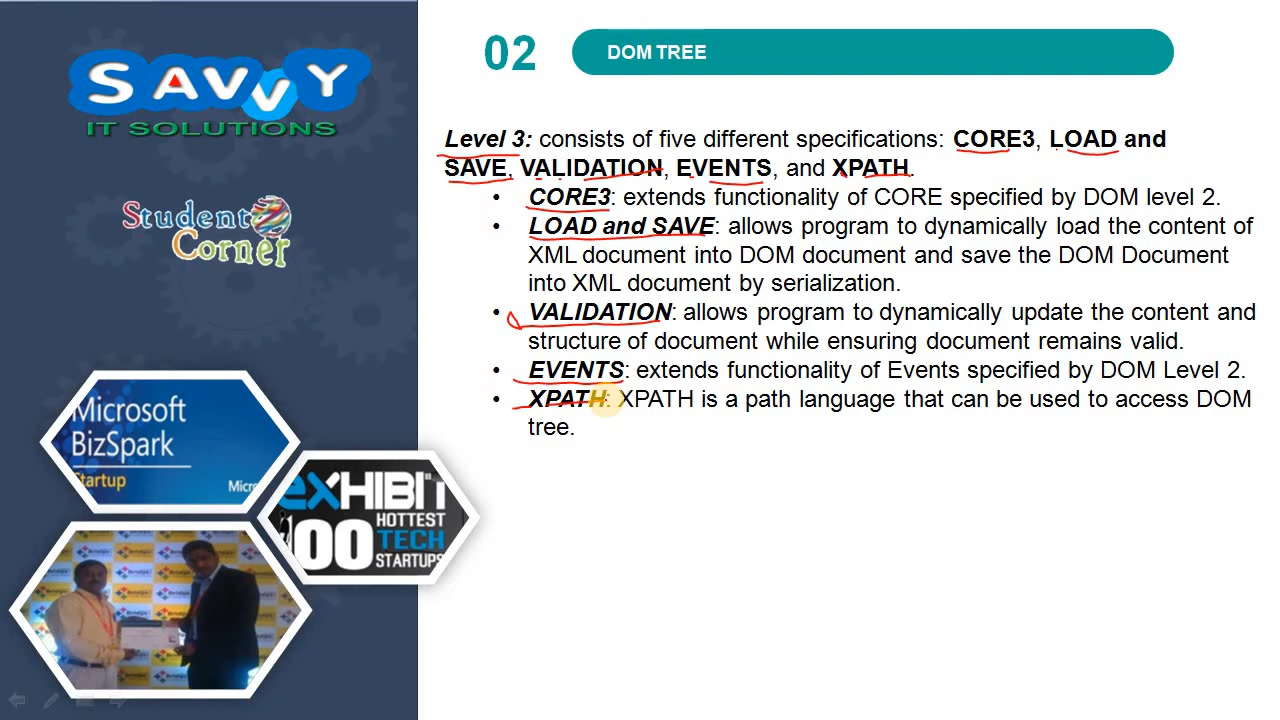 SAVVY
IT SOLUTIONS
Student
Corner
Microsoft
BizSpark
Startup
Micro
EXHIBIT
100 HOTTEST
TECH
STARTUPS
02
DOM TREE
Level 3: consists of five different specifications: CORE3, LOAD and
SAVE, VALIDATION, EVENTS, and XPATH.
• CORE3: extends functionality of CORE specified by DOM level 2.
• LOAD and SAVE: allows program to dynamically load the content of
XML document into DOM document and save the DOM Document
into XML document by serialization.
• VALIDATION: allows program to dynamically update the content and
structure of document while ensuring document remains valid.
• EVENTS: extends functionality of Events specified by DOM Level 2.
• XPATH: XPATH is a path language that can be used to access DOM
tree.